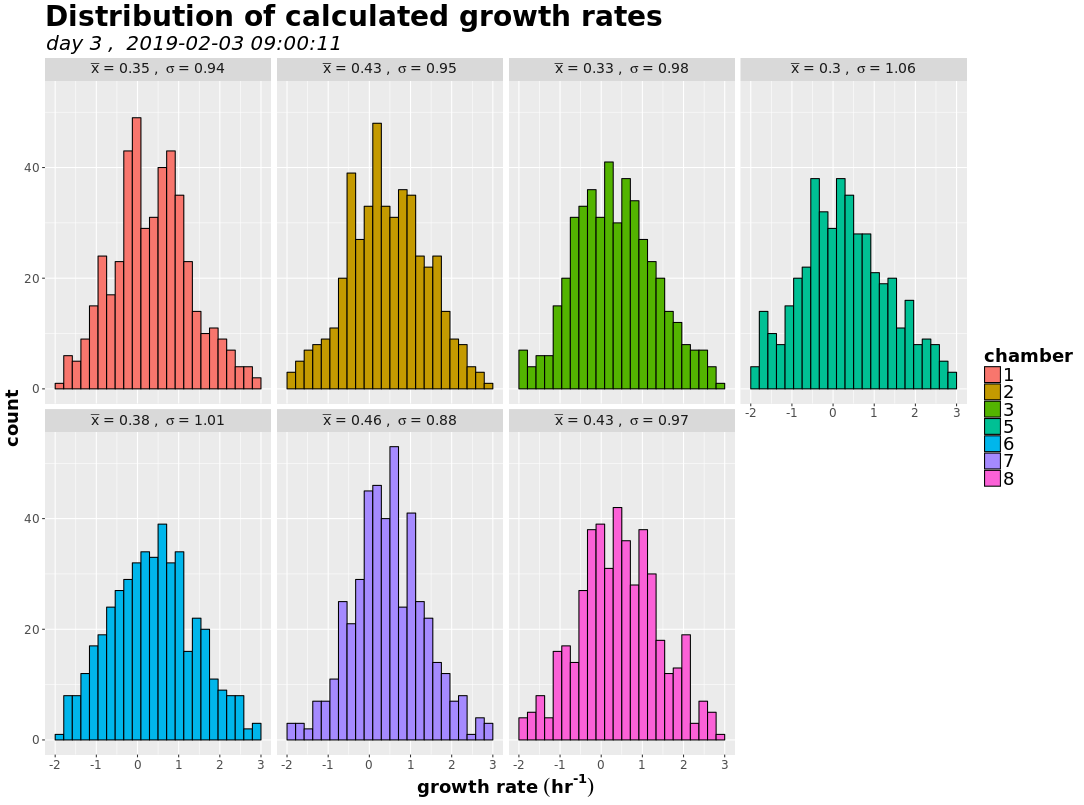 Distribution of calculated growth rates
day 3 ,  2019-02-03 09:00:11
x̅ = 0.35 ,  σ = 0.94
x̅ = 0.43 ,  σ = 0.95
x̅ = 0.33 ,  σ = 0.98
x̅ = 0.3 ,  σ = 1.06
40
20
0
-2 -1 0 1 2 3
x̅ = 0.38 ,  σ = 1.01
x̅ = 0.46 ,  σ = 0.88
x̅ = 0.43 ,  σ = 0.97
40
20
0
-2 -1 0 1 2 3
-2 -1 0 1 2 3
-2 -1 0 1 2 3
count
growth rate (hr⁻¹)
chamber
1
2
3
5
6
7
8